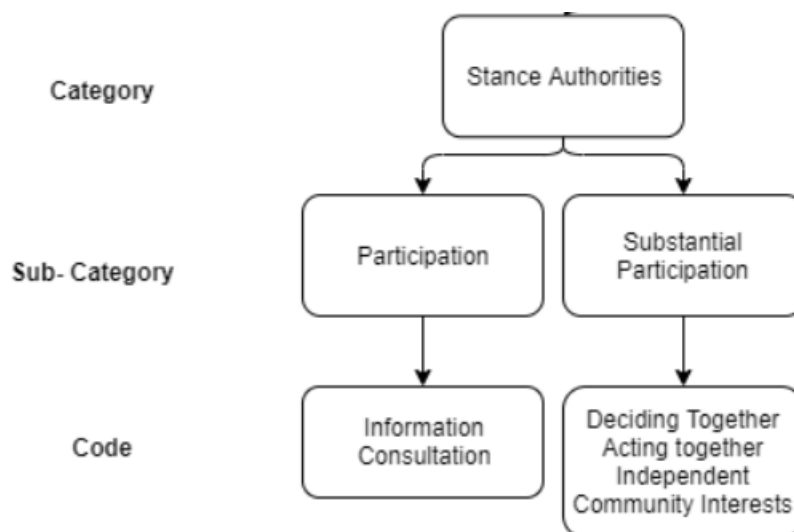 Category
Stance Authorities
Sub- Category
Participation
Substantial
Participation
Code
Information
Consultation
Deciding Together
Acting together
Independent
Community Interests